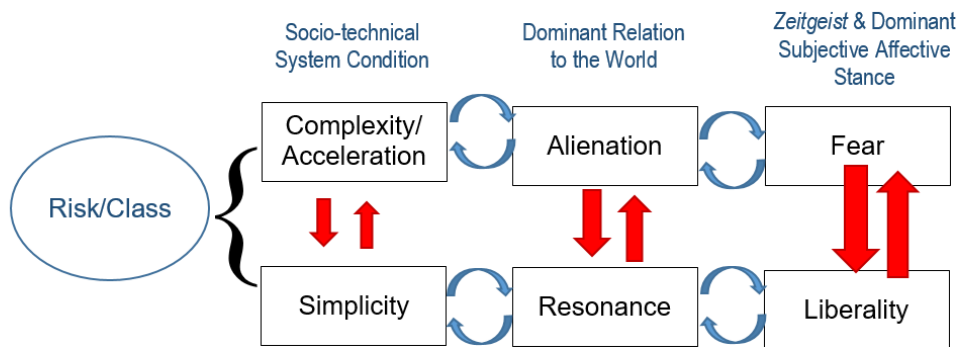 Socio-technical
System Condition
Dominant Relation
to the World
Zeitgeist & Dominant
Subjective Affective
Stance
Risk/Class
Complexity/
Acceleration
Alienation
Fear
Simplicity
Resonance
Liberality